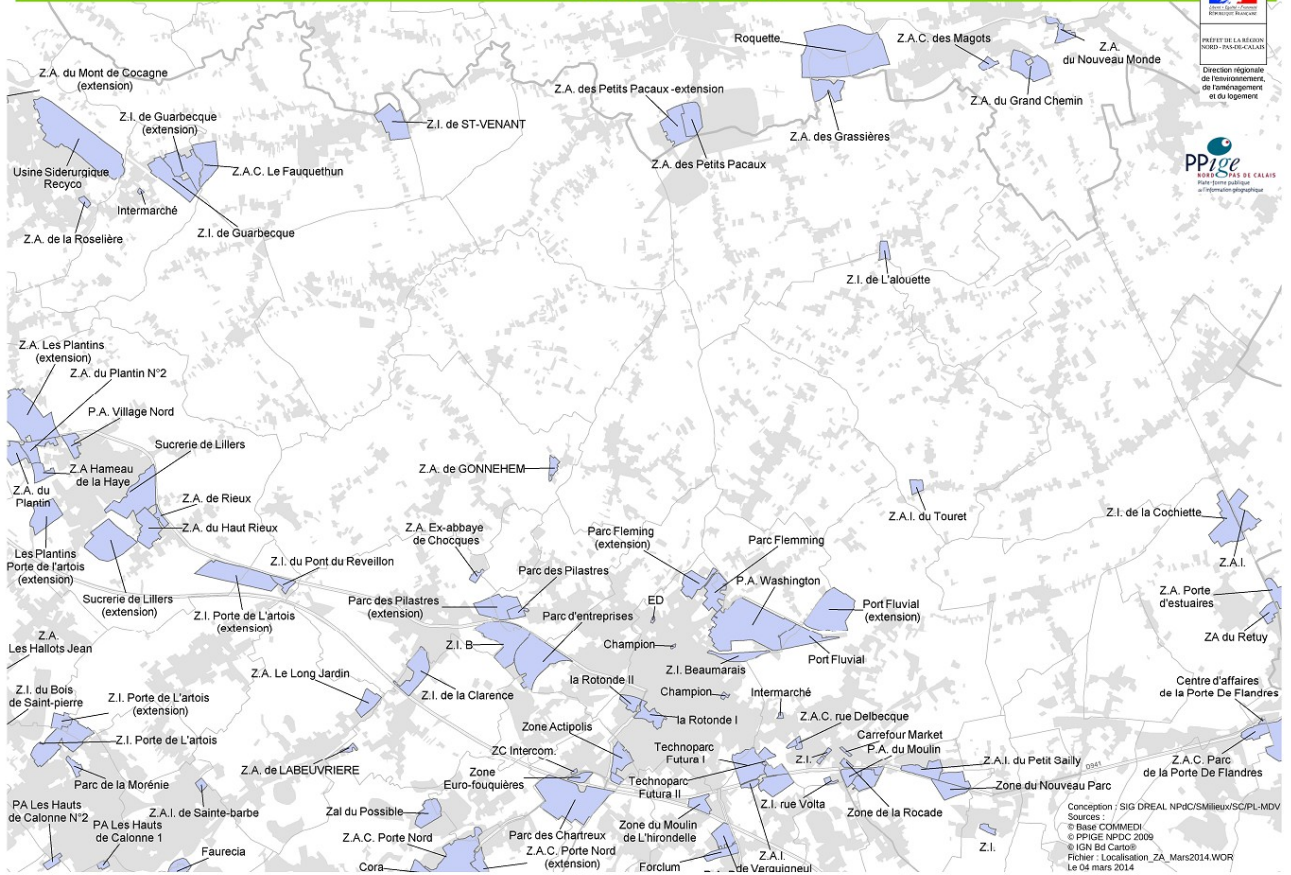 Liberté • Égalité • Fraternité
RÉPUBLIQUE FRANÇAISE
PRÉFET DE LA RÉGION
NORD - PAS-DE-CALAIS
Direction régionale
de l'environnement,
de l'aménagement
et du logement
PPige
NORD PAS DE CALAIS
Plate-forme publique
de l'information géographique
Roquette
Z.A.C. des Magots
Z.A.
du Nouveau Monde
Z.A. du Mont de Cocagne
(extension)
Z.A. des Petits Pacaux -extension
Z.A. du Grand Chemin
Z.I. de Guarbecque
(extension)
Z.I. de ST-VENANT
Z.A. des Grassières
Usine Siderurgique
Recyco
Z.A.C. Le Fauquethun
Z.A. des Petits Pacaux
Intermarché
Z.A. de la Roselière
Z.I. de Guarbecque
Z.I. de L'alouette
Z.A. Les Plantins
(extension)
Z.A. du Plantin N°2
P.A. Village Nord
Sucrerie de Lillers
Z.A Hameau
de la Haye
Z.A. de GONNEHEM
Z.A. du
Plantin
Z.A. de Rieux
Z.A. du Haut Rieux
Z.A. Ex-abbaye
de Chocques
Z.A.I. du Touret
Z.I. de la Cochiette
Parc Fleming
(extension)
Parc Flemming
Les Plantins
Porte de l'artois
(extension)
Z.I. du Pont du Reveillon
Z.A.I.
Parc des Pilastres
P.A. Washington
Sucrerie de Lillers
(extension)
Z.I. Porte de L'artois
(extension)
Parc des Pilastres
(extension)
ED
Parc d'entreprises
Port Fluvial
(extension)
Z.A. Porte
d'estuaires
ZA du Retuy
Z.A.
Les Hallots Jean
Z.I. B
Champion
Z.I. Beaumarais
Port Fluvial
Z.A. Le Long Jardin
la Rotonde II
Z.I. de la Clarence
Champion
Intermarché
Centre d'affaires
de la Porte De Flandres
Z.I. du Bois
de Saint-pierre
Z.I. Porte de L'artois
(extension)
Zone Actipolis
la Rotonde I
Z.A.C. rue Delbecque
Z.I. Porte de L'artois
ZC Intercom.
Technoparc
Futura I
Z.I.
Carrefour Market
P.A. du Moulin
Z.A. de LABEUVRIERE
Zone
Euro-fouquières
Z.A.I. du Petit Sailly
D941
Z.A.C. Parc
de la Porte De Flandres
Parc de la Morénie
Technoparc
Futura II
Zone du Nouveau Parc
PA Les Hauts
de Calonne N°2
Z.A.I. de Sainte-barbe
Zal du Possible
Z.I. rue Volta
Zone de la Rocade
PA Les Hauts
de Calonne 1
Z.A.C. Porte Nord
Parc des Chartreux
Zone du Moulin
de L'hirondelle
Z.A.C. Porte Nord
(extension)
Z.I.
Faurecia
Cora
Forclum
Z.A.I.
de Verquigneul
Conception : SIG DREAL NPdC/SMilieux/SC/PL-MDV
Sources :
© Base COMMEDI
© PPIGE NPDC 2009
© IGN Bd Carto®
Fichier : Localisation_ZA_Mars2014.WOR
Le 04 mars 2014